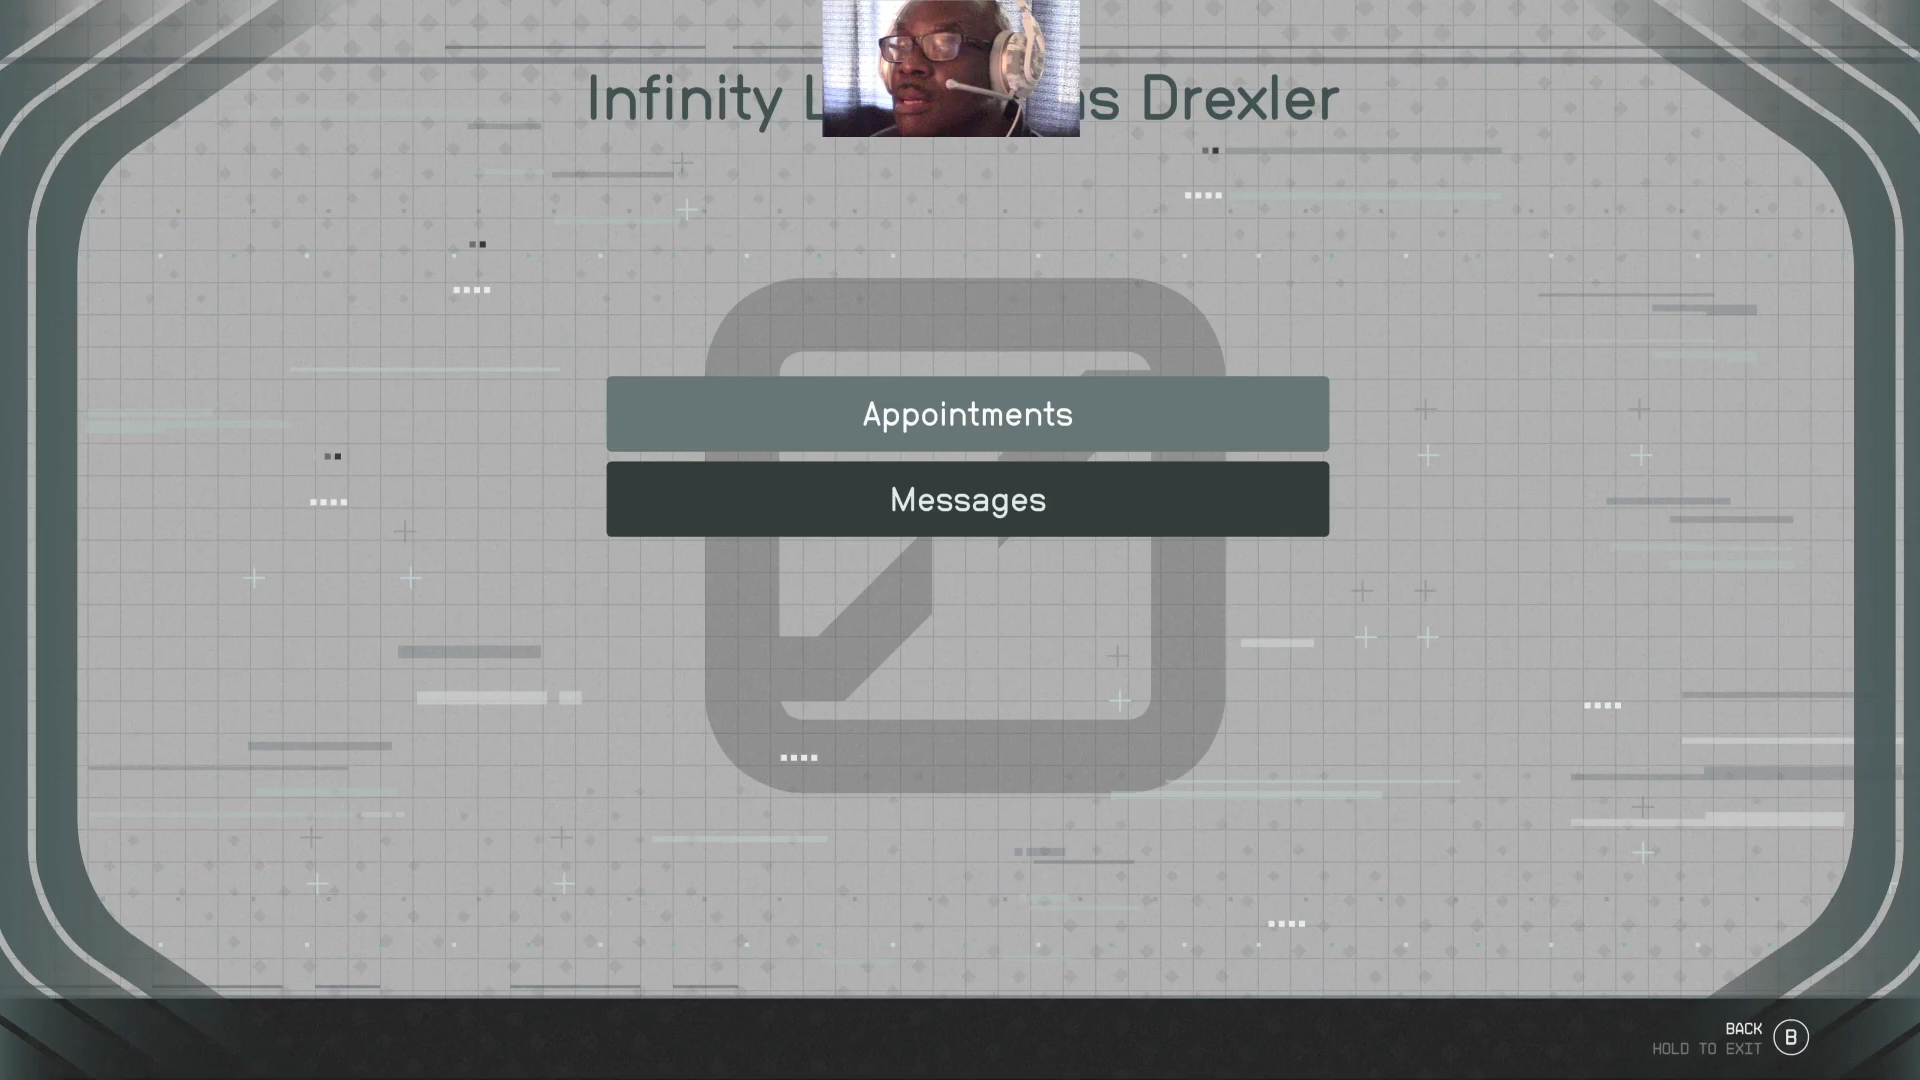 Infinity L s Drexler
Appointments
Messages
BACK
HOLD TO EXIT
B